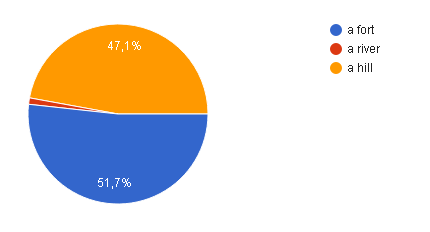 47,1%
51,7%
a fort
a river
a hill